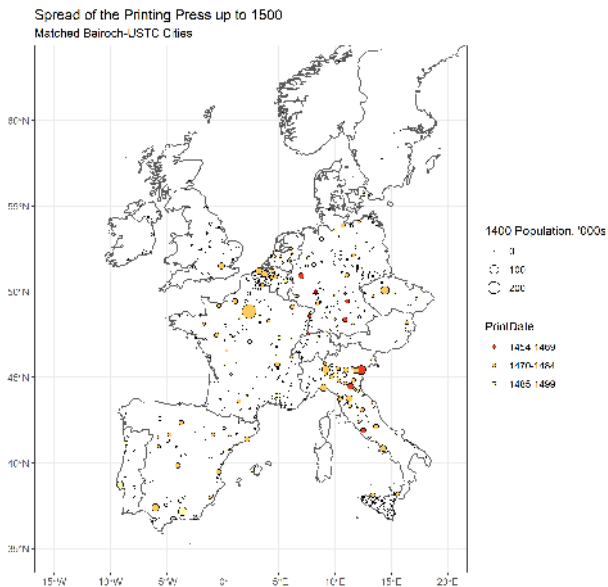 Spread of the Printing Press up to 1500
Matched Bairoch-USTC Cities
60°N
55°N
50°N
45°N
40°N
35°N
15°W
10°W
5°W
0°
5°E
10°E
15°E
20°E
1400 Population, '000s
0
100
200
PrintDate
1454-1469
1470-1484
1485-1499